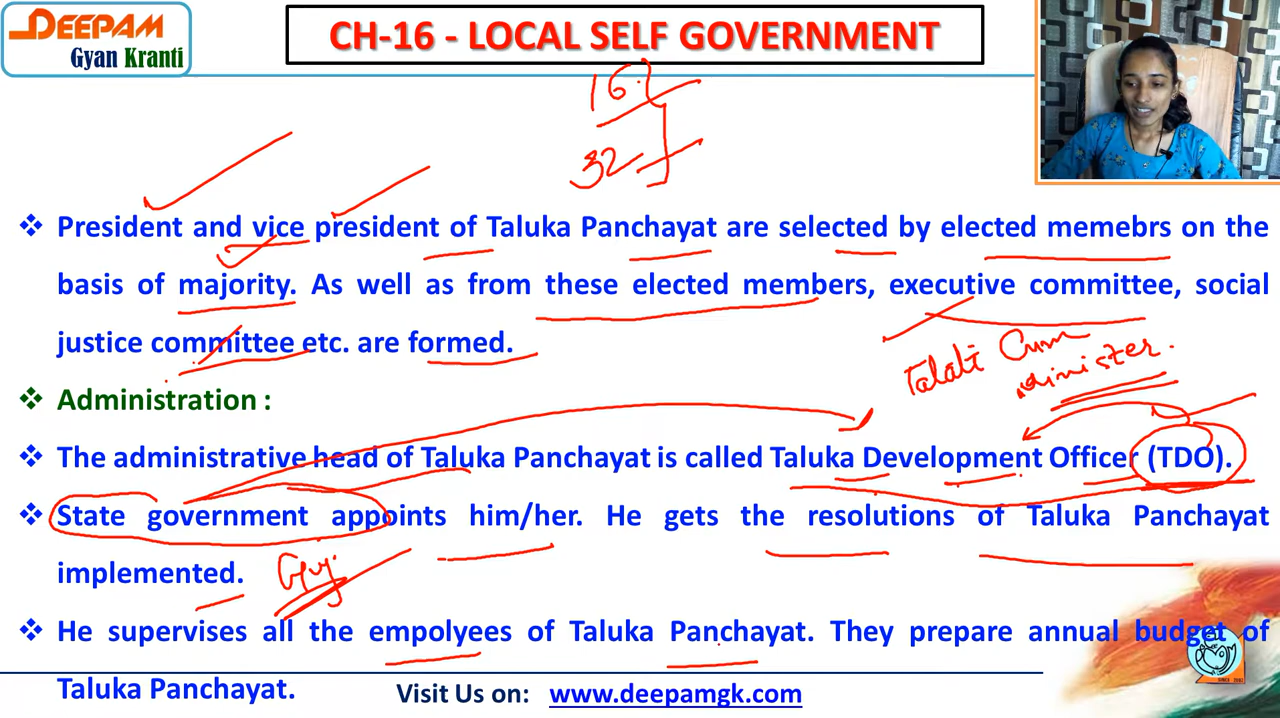 DEEPAM
Gyan Kranti
CH-16 - LOCAL SELF GOVERNMENT
16
32
❖ President and vice president of Taluka Panchayat are selected by elected memebrs on the
basis of majority. As well as from these elected members, executive committee, social
justice committee etc. are formed.
Talati Cum
Minister.
❖ Administration :
❖ The administrative head of Taluka Panchayat is called Taluka Development Officer (TDO).
❖ State government appoints him/her. He gets the resolutions of Taluka Panchayat
implemented.
Guj
❖ He supervises all the empolyees of Taluka Panchayat. They prepare annual budget of
Taluka Panchayat.
Visit Us on: www.deepamgk.com